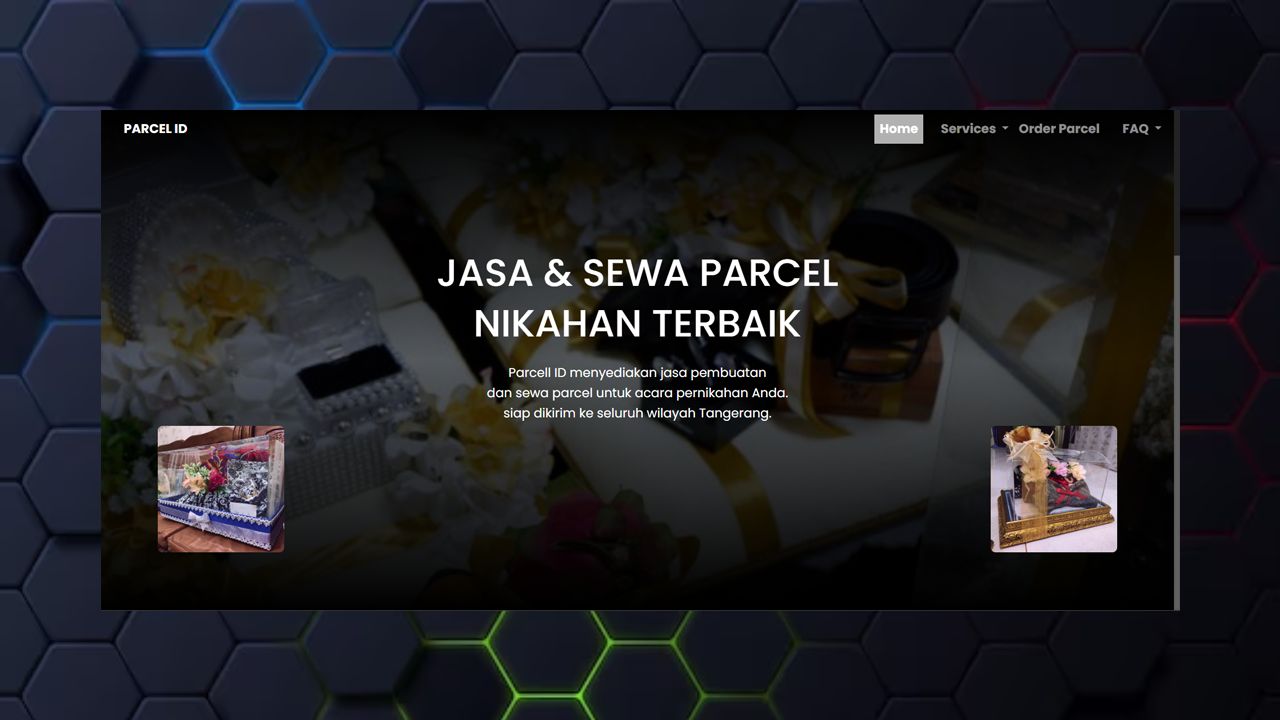 PARCEL ID
Home Services Order Parcel FAQ
JASA & SEWA PARCEL
NIKAHAN TERBAIK
Parcell ID menyediakan jasa pembuatan
dan sewa parcel untuk acara pernikahan Anda.
siap dikirim ke seluruh wilayah Tangerang.